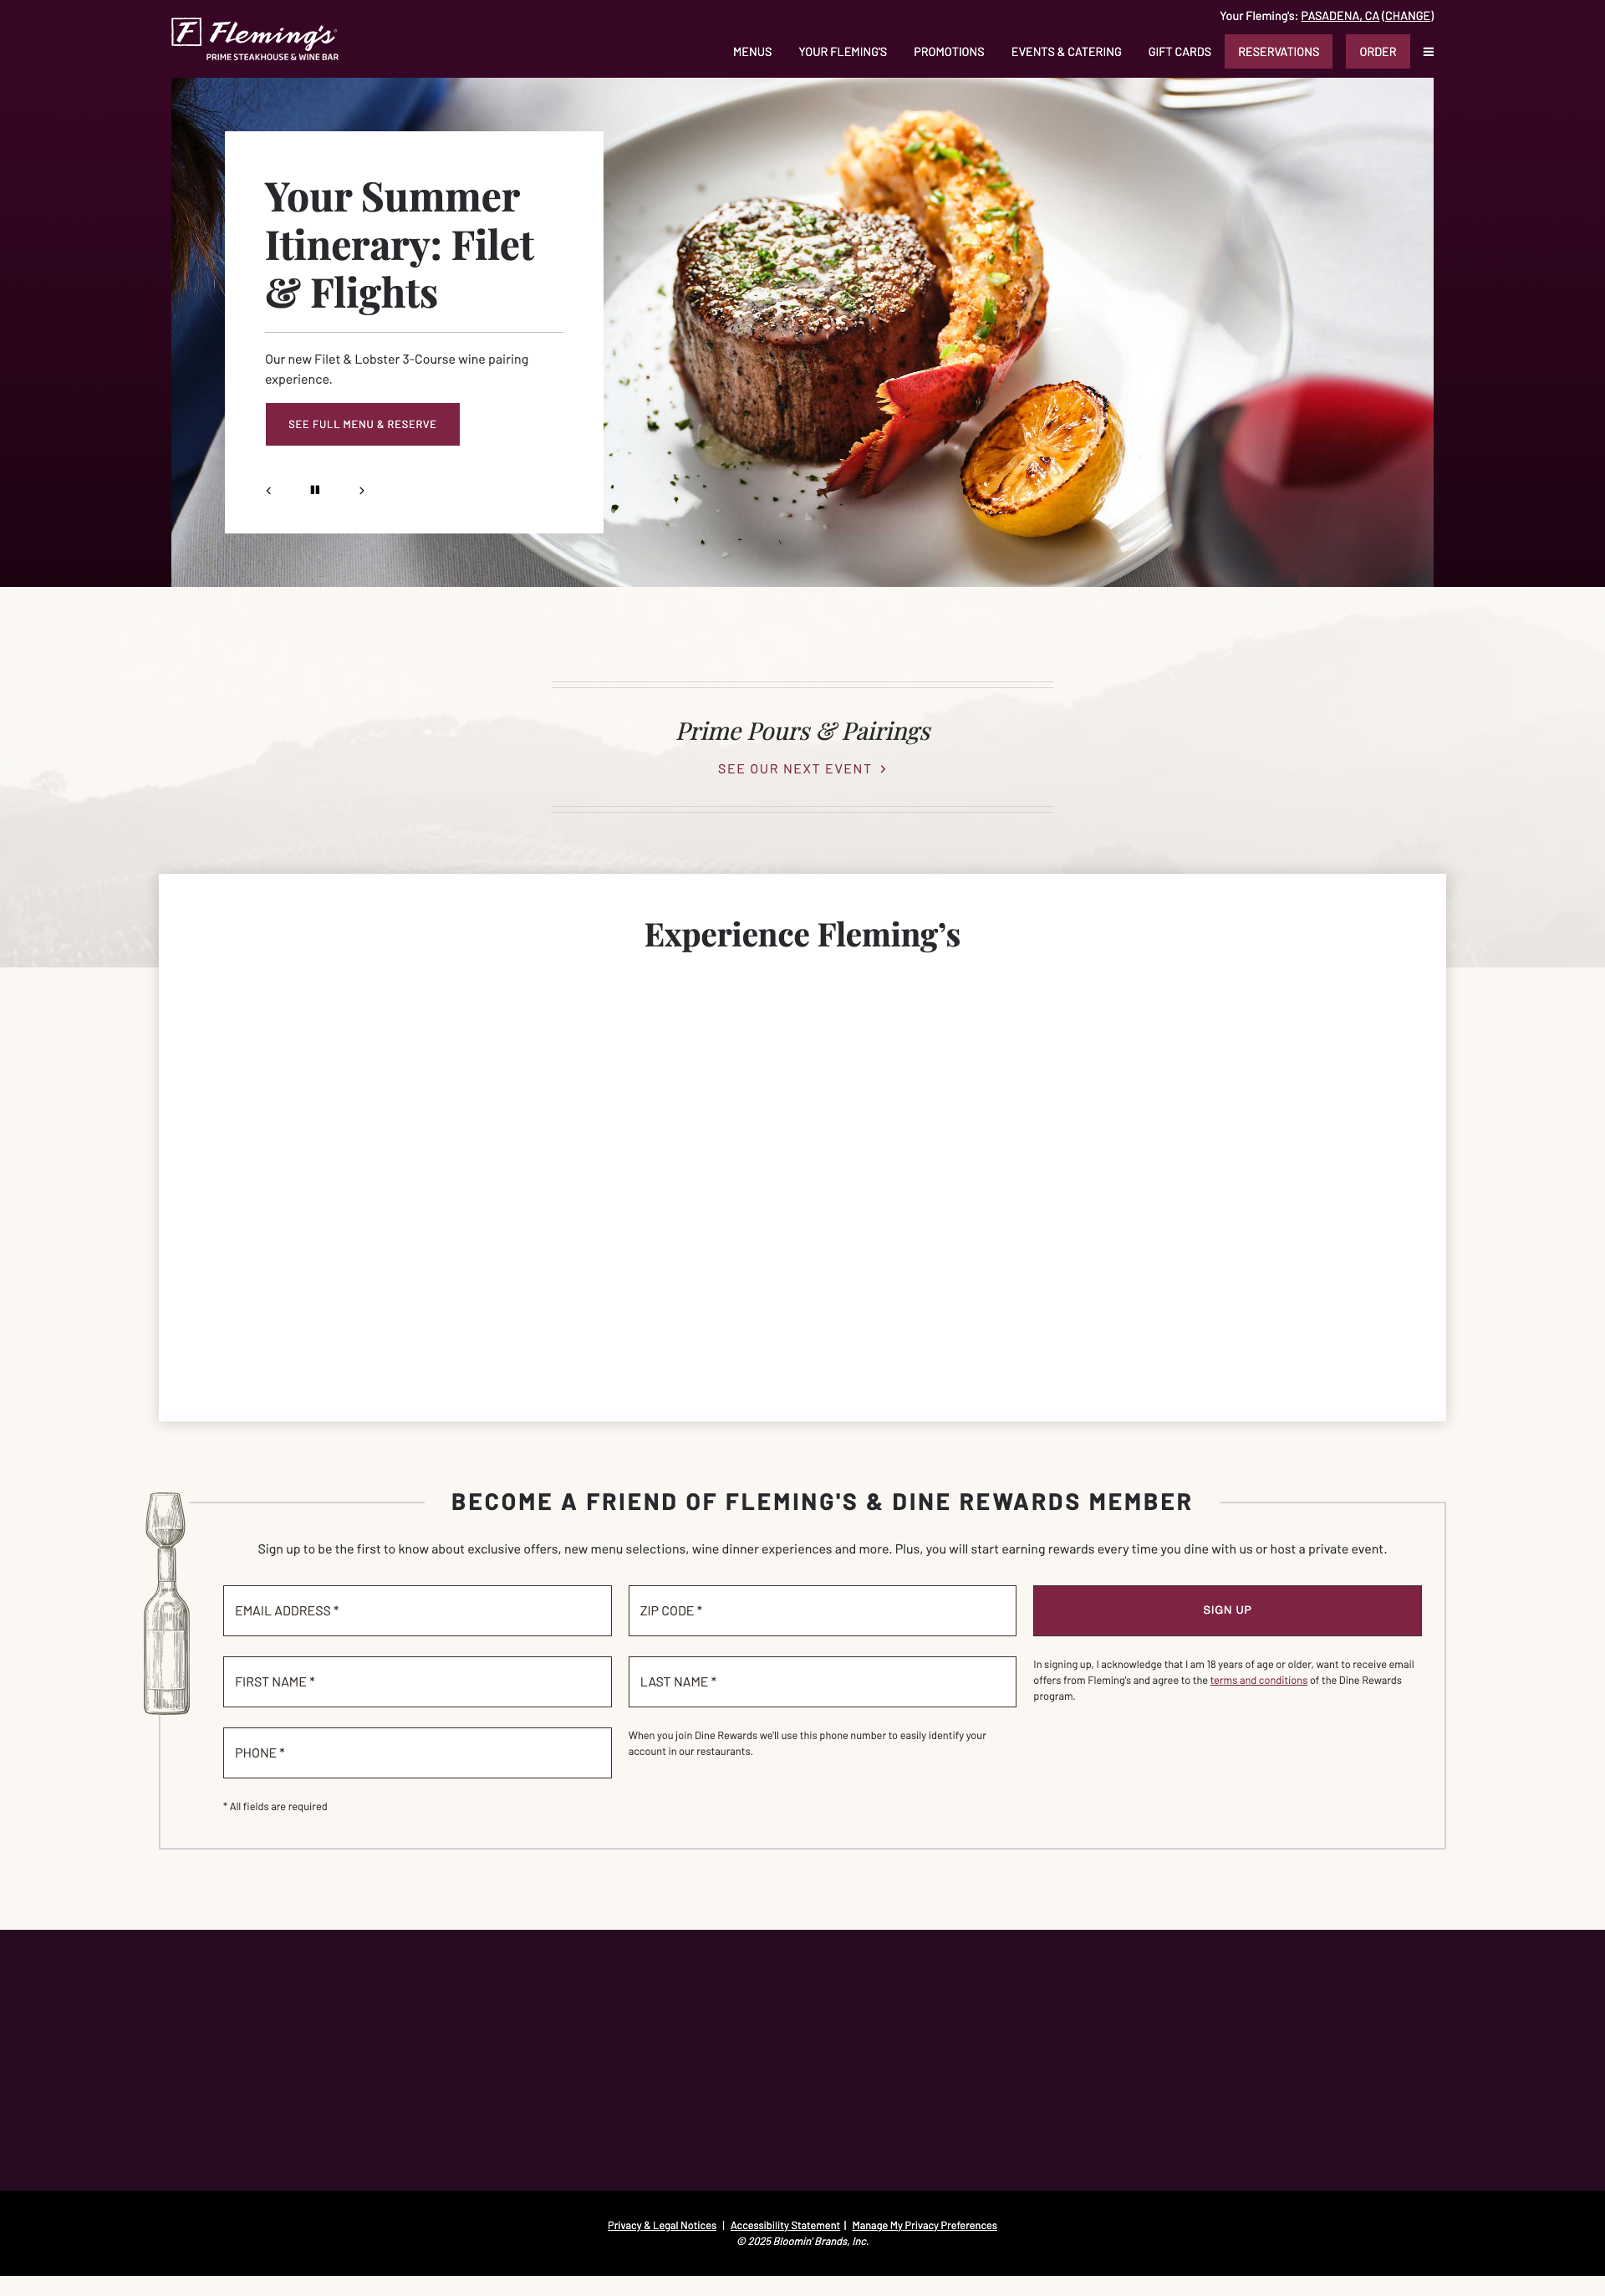 Your Fleming's: PASADENA, CA (CHANGE)
F Fleming's
PRIME STEAKHOUSE & WINE BAR
MENUS YOUR FLEMING'S PROMOTIONS EVENTS & CATERING GIFT CARDS RESERVATIONS ORDER
Your Summer
Itinerary: Filet
& Flights
Our new Filet & Lobster 3-Course wine pairing
experience.
SEE FULL MENU & RESERVE
Prime Pours & Pairings
SEE OUR NEXT EVENT
Experience Fleming’s
BECOME A FRIEND OF FLEMING'S & DINE REWARDS MEMBER
Sign up to be the first to know about exclusive offers, new menu selections, wine dinner experiences and more. Plus, you will start earning rewards every time you dine with us or host a private event.
EMAIL ADDRESS *
ZIP CODE *
SIGN UP
FIRST NAME *
LAST NAME *
In signing up, I acknowledge that I am 18 years of age or older, want to receive email
offers from Fleming's and agree to the terms and conditions of the Dine Rewards
program.
PHONE *
When you join Dine Rewards we'll use this phone number to easily identify your
account in our restaurants.
* All fields are required
Privacy & Legal Notices | Accessibility Statement | Manage My Privacy Preferences
© 2025 Bloomin' Brands, Inc.